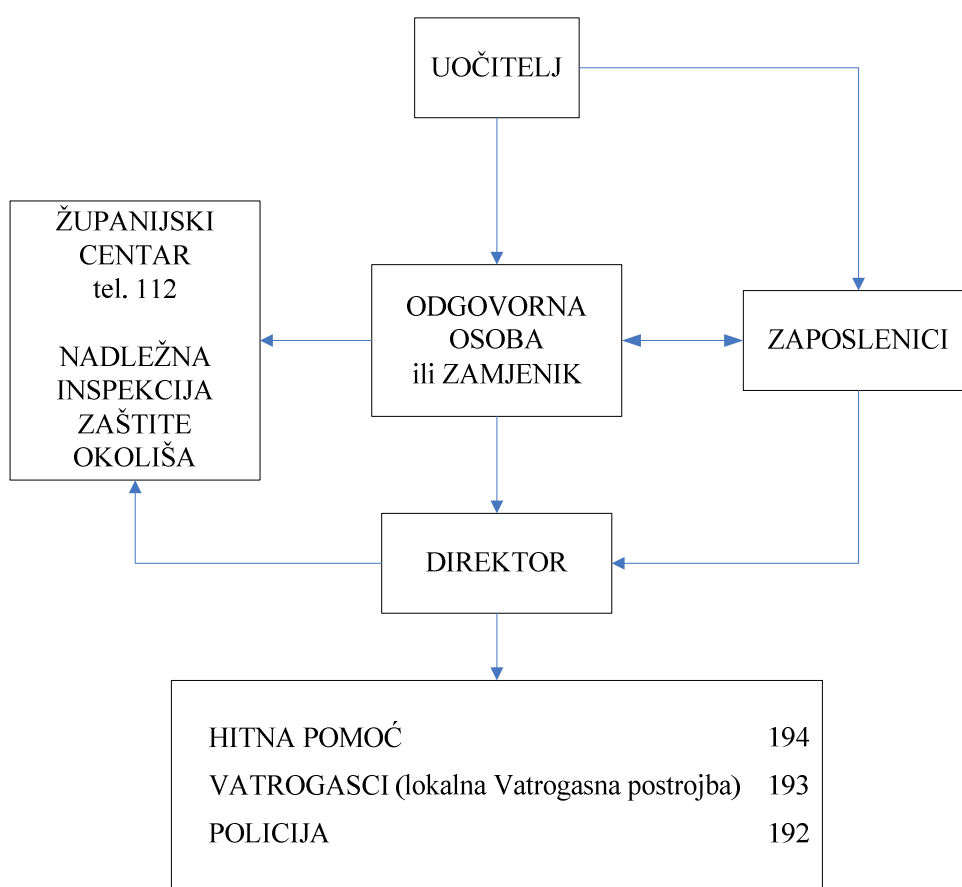 UOČITELJ
ŽUPANIJSKI
CENTAR
tel. 112
NADLEŽNA
INSPEKCIJA
ZAŠTITE
OKOLIŠA
ODGOVORNA
OSOBA
ili ZAMJENIK
ZAPOSLENICI
DIREKTOR
HITNA POMOĆ 194
VATROGASCI (lokalna Vatrogasna postrojba) 193
POLICIJA 192